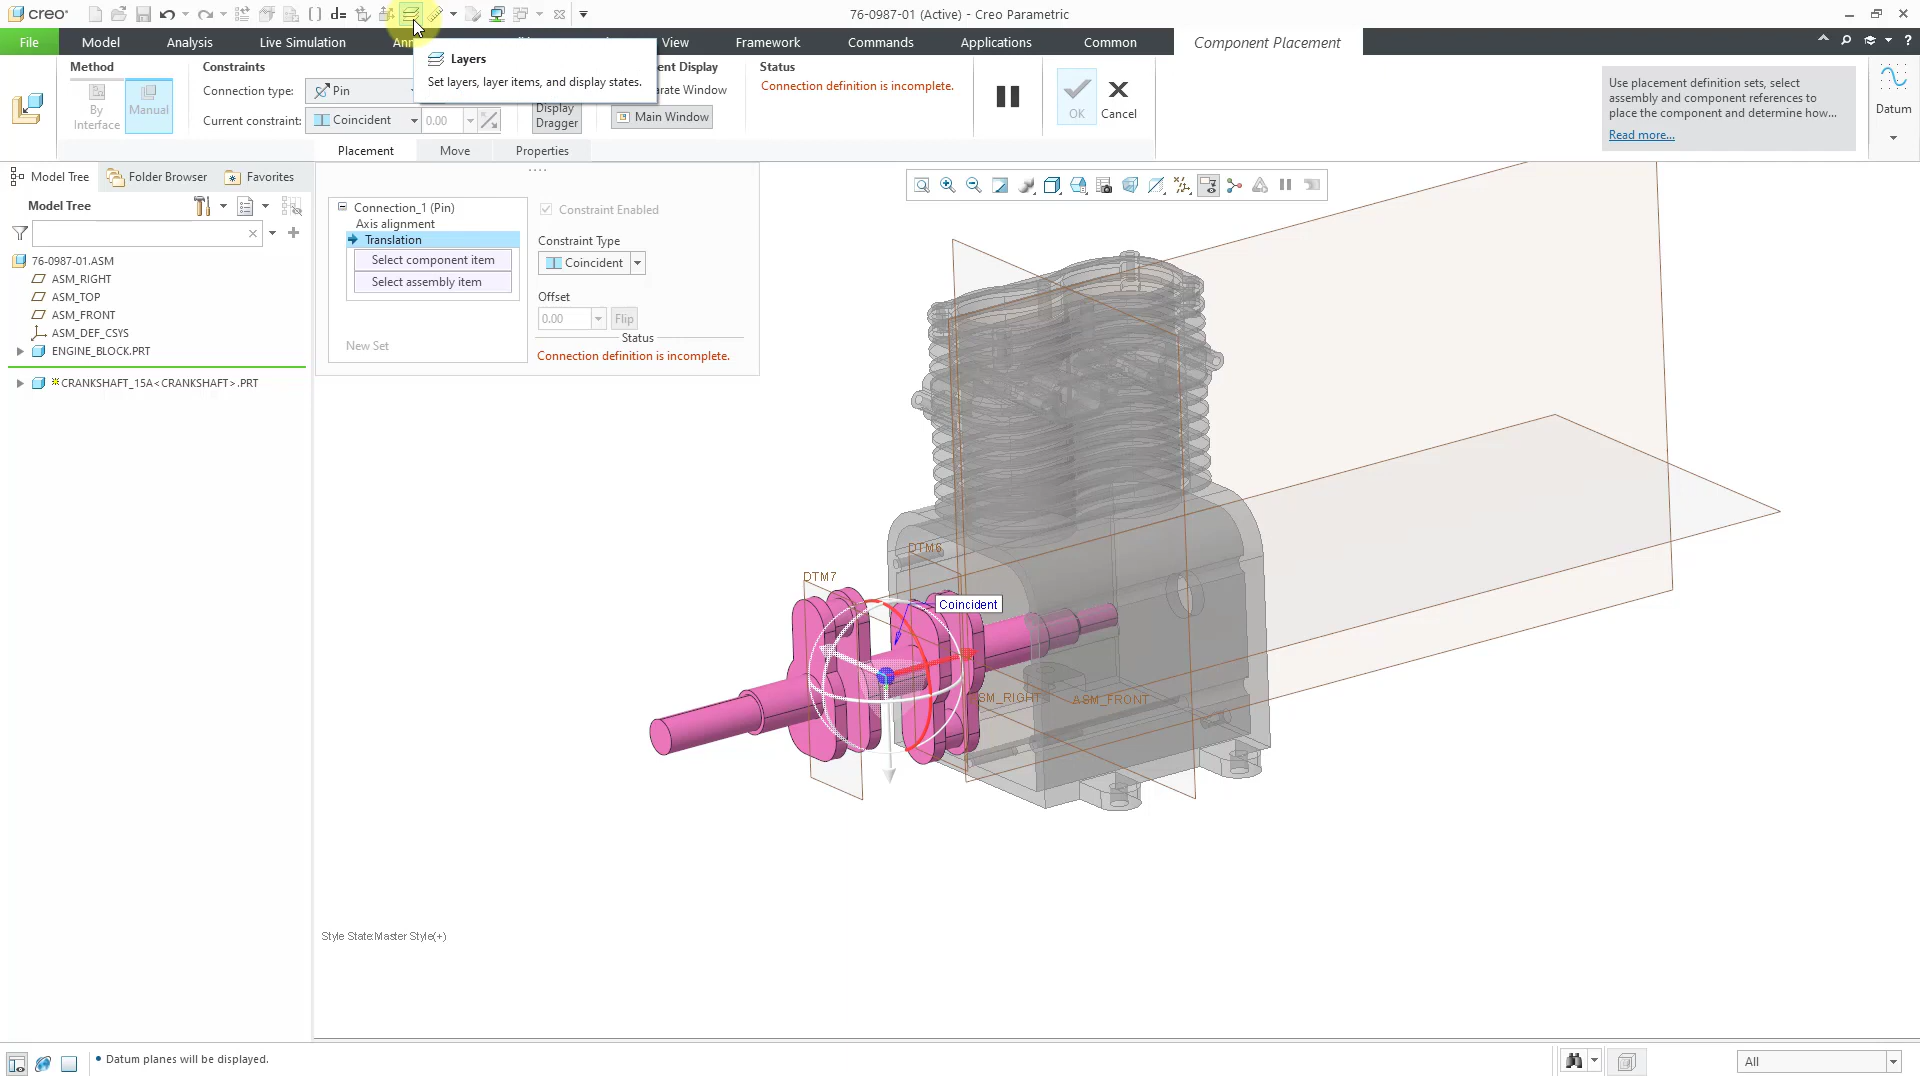 creo
d=
76-0987-01 (Active) - Creo Parametric
File
Model
Analysis
Live Simulation
Ann
View
Framework
Commands
Applications
Common
Component Placement
Layers
Set layers, layer items, and display states.
Method
By
Interface
Manual
Constraints
Connection type:
Pin
Current constraint:
Coincident
0.00
Display
Dragger
ent Display
arate Window
Main Window
Status
Connection definition is incomplete.
OK
Cancel
Use placement definition sets, select
assembly and component references to
place the component and determine how...
Read more...
Datum
Placement
Move
Properties
Model Tree
Folder Browser
Favorites
Model Tree
76-0987-01.ASM
ASM_RIGHT
ASM_TOP
ASM_FRONT
ASM_DEF_CSYS
ENGINE_BLOCK.PRT
CRANKSHAFT_15A<CRANKSHAFT>.PRT
Connection_1 (Pin)
Axis alignment
Translation
Select component item
Select assembly item
New Set
Constraint Enabled
Constraint Type
Coincident
Offset
0.00
Flip
Status
Connection definition is incomplete.
DTM6
DTM7
Coincident
ASM_RIGHT
ASM_FRONT
Style State:Master Style(+)
Datum planes will be displayed.
All